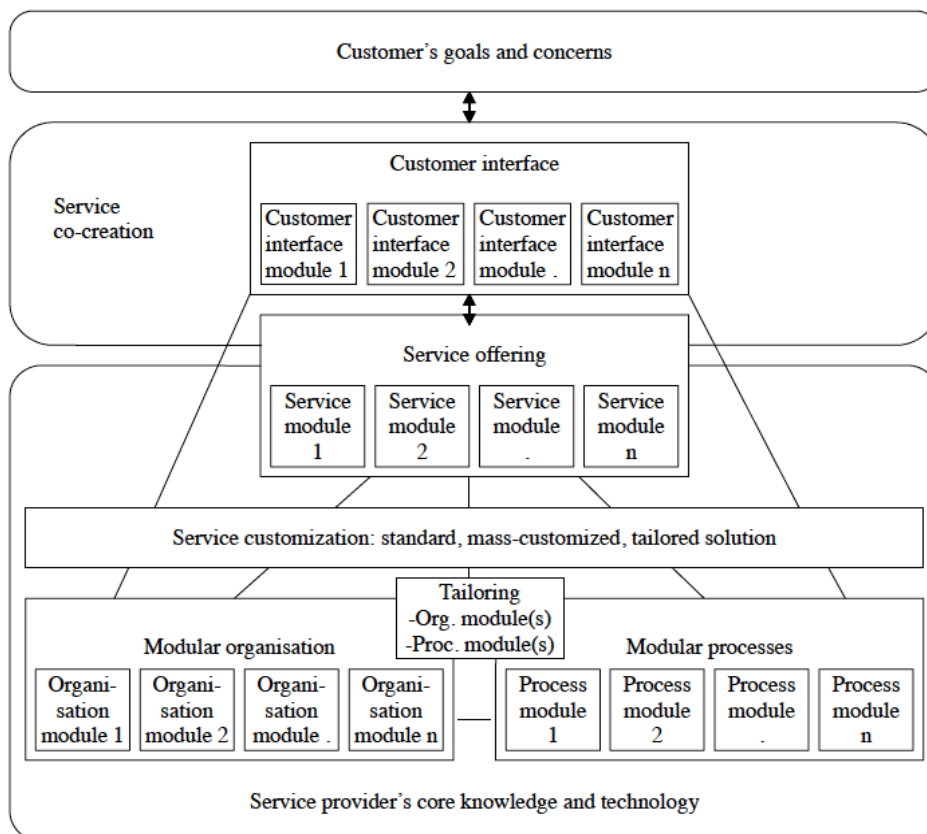 Customer’s goals and concerns
Customer interface
Service
co-creation
Customer
interface
module 1
Customer
interface
module 2
Customer
interface
module .
Customer
interface
module n
Service offering
Service
module
1
Service
module
2
Service
module
.
Service
module
n
Service customization: standard, mass-customized, tailored solution
Tailoring
-Org. module(s)
-Proc. module(s)
Modular organisation
Organi-
sation
module 1
Organi-
sation
module 2
Organi-
sation
module .
Organi-
sation
module n
Modular processes
Process
module
1
Process
module
2
Process
module
.
Process
module
n
Service provider’s core knowledge and technology